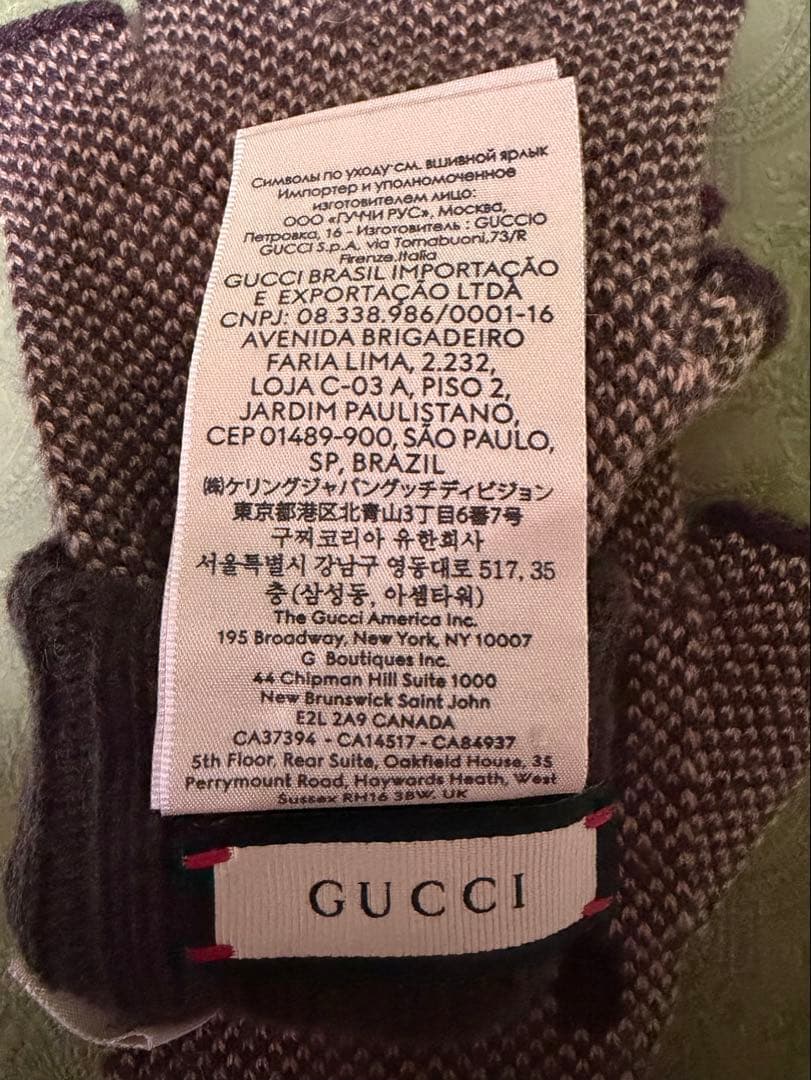 Символы по уходу см. вшивной ярлык
Импортер и уполномоченное
изготовителем лицо:
ООО «ГУЧЧИ РУС», Москва,
Петровка, 16 - Изготовитель : GUCCIO
GUCCI S.p.A. via Tornabuoni,73/R
Firenze,Italia
GUCCI BRASIL IMPORTAÇÃO
E EXPORTAÇÃO LTDA
CNPJ: 08.338.986/0001-16
AVENIDA BRIGADEIRO
FARIA LIMA, 2.232,
LOJA C-03 A, PISO 2,
JARDIM PAULISTANO,
CEP 01489-900, SÃO PAULO,
SP, BRAZIL
㈱ケリングジャパングッチディビジョン
東京都港区北青山3丁目6番7号
구찌코리아 유한회사
서울특별시 강남구 영동대로 517, 35
층 (삼성동, 아셈타워)
The Gucci America Inc.
195 Broadway, New York, NY 10007
G Boutiques Inc.
44 Chipman Hill Suite 1000
New Brunswick Saint John
E2L 2A9 CANADA
CA37394 - CA14517 - CA84937
5th Floor, Rear Suite, Oakfield House, 35
Perrymount Road, Haywards Heath, West
Sussex RH16 3BW, UK
GUCCI